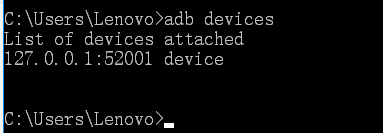 C:\Users\Lenovo>adb devices
List of devices attached
127.0.0.1:52001 device
C:\Users\Lenovo>